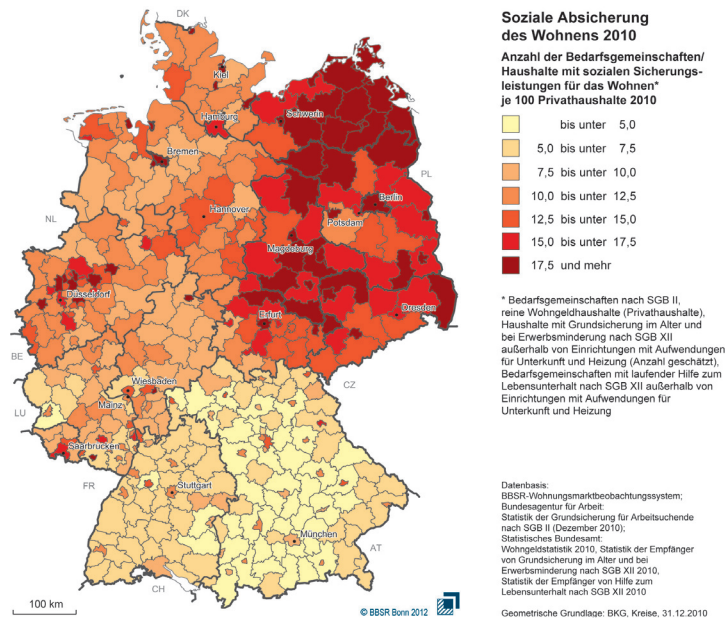 Soziale Absicherung
des Wohnens 2010
Anzahl der Bedarfsgemeinschaften/
Haushalte mit sozialen Sicherungs-
leistungen für das Wohnen*
je 100 Privathaushalte 2010
bis unter 5,0
5,0 bis unter 7,5
7,5 bis unter 10,0
10,0 bis unter 12,5
12,5 bis unter 15,0
15,0 bis unter 17,5
17,5 und mehr
* Bedarfsgemeinschaften nach SGB II,
reine Wohngeldhaushalte (Privathaushalte),
Haushalte mit Grundsicherung im Alter und
bei Erwerbsminderung nach SGB XII
außerhalb von Einrichtungen mit Aufwendungen
für Unterkunft und Heizung (Anzahl geschätzt),
Bedarfsgemeinschaften mit laufender Hilfe zum
Lebensunterhalt nach SGB XII außerhalb von
Einrichtungen mit Aufwendungen für
Unterkunft und Heizung
Datenbasis:
BBSR-Wohnungsmarktbeobachtungssystem;
Bundesagentur für Arbeit:
Statistik der Grundsicherung für Arbeitsuchende
nach SGB II (Dezember 2010);
Statistisches Bundesamt:
Wohngeldstatistik 2010, Statistik der Empfänger
von Grundsicherung im Alter und bei
Erwerbsminderung nach SGB XII 2010,
Statistik der Empfänger von Hilfe zum
Lebensunterhalt nach SGB XII 2010
Geometrische Grundlage: BKG, Kreise, 31.12.2010
DK
Kiel
Schwerin
Hamburg
Bremen
PL
Berlin
NL
Hannover
Potsdam
Magdeburg
Düsseldorf
Dresden
Erfurt
BE
Wiesbaden
CZ
LU
Mainz
Saarbrücken
FR
Stuttgart
München
AT
CH
100 km
© BBSR Bonn 2012